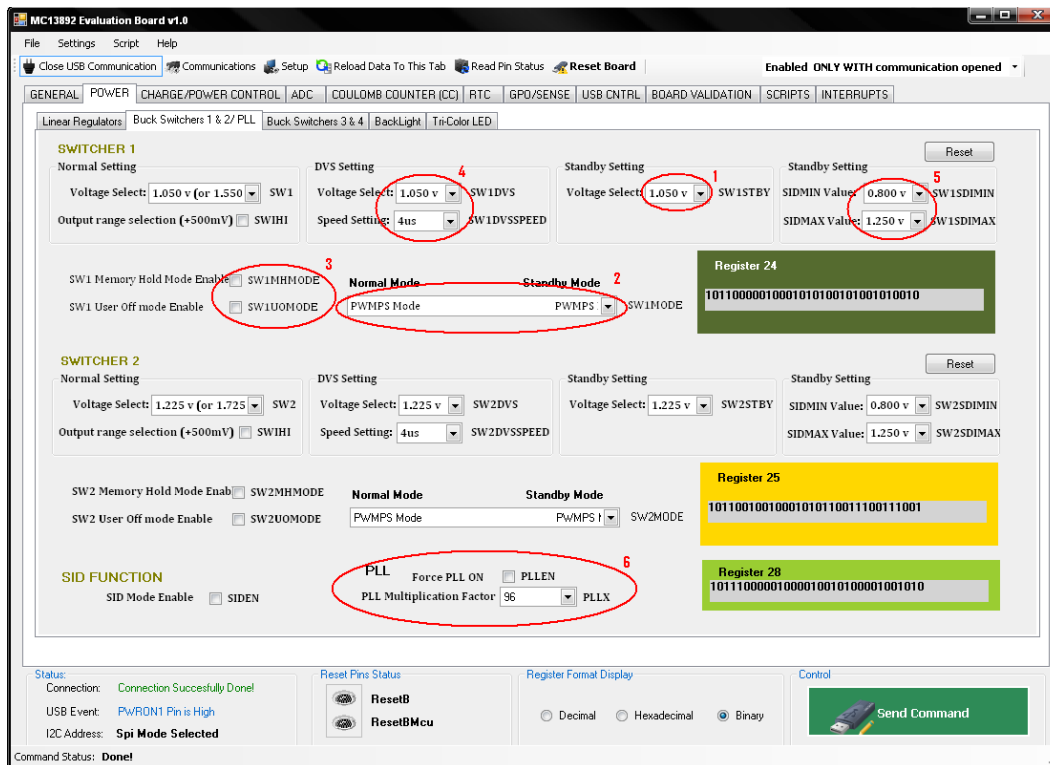 MC13892 Evaluation Board v1.0
File Settings Script Help
Close USB Communication Communications Setup Reload Data To This Tab Read Pin Status Reset Board Enabled ONLY WITH communication opened
GENERAL POWER CHARGE/POWER CONTROL ADC COULOMB COUNTER (CC) RTC GPO/SENSE USB CNTRL BOARD VALIDATION SCRIPTS INTERRUPTS
Linear Regulators Buck Switchers 1 & 2/ PLL Buck Switchers 3 & 4 BackLight Tri-Color LED
SWITCHER 1 Reset
Normal Setting DVS Setting Standby Setting Standby Setting
4 1 5
Voltage Select: 1.050 v (or 1.550 SW1 Voltage Select: 1.050 v SW1DVS Voltage Select: 1.050 v SW1STBY SIDMIN Value: 0.800 v SW1SDIMIN
Output range selection (+500mV) SWIHI Speed Setting: 4us SW1DVSSPEED SIDMAX Value: 1.250 v SW1SDIMAX
3 2
SW1 Memory Hold Mode Enable SW1MHMODE Normal Mode Standby Mode Register 24
SW1 User Off mode Enable SW1UOMODE PWMPS Mode PWMPS SW1MODE 101100000100010101001010010​10010
SWITCHER 2 Reset
Normal Setting DVS Setting Standby Setting Standby Setting
Voltage Select: 1.225 v (or 1.725 SW2 Voltage Select: 1.225 v SW2DVS Voltage Select: 1.225 v SW2STBY SIDMIN Value: 0.800 v SW2SDIMIN
Output range selection (+500mV) SWIHI Speed Setting: 4us SW2DVSSPEED SIDMAX Value: 1.250 v SW2SDIMAX
SW2 Memory Hold Mode Enab SW2MHMODE Normal Mode Standby Mode Register 25
SW2 User Off mode Enable SW2UOMODE PWMPS Mode PWMPS SW2MODE 10110010010001010110011100111001
SID FUNCTION PLL Force PLL ON PLLEN 6 Register 28
SID Mode Enable SIDEN PLL Multiplication Factor 96 PLLX 10111000001000010010100001001010
Status: Reset Pins Status Register Format Display Control
Connection: Connection Succesfully Done!
USB Event: PWRON1 Pin is High ResetB
I2C Address: Spi Mode Selected ResetBMcu Decimal Hexadecimal Binary Send Command
Command Status: Done!